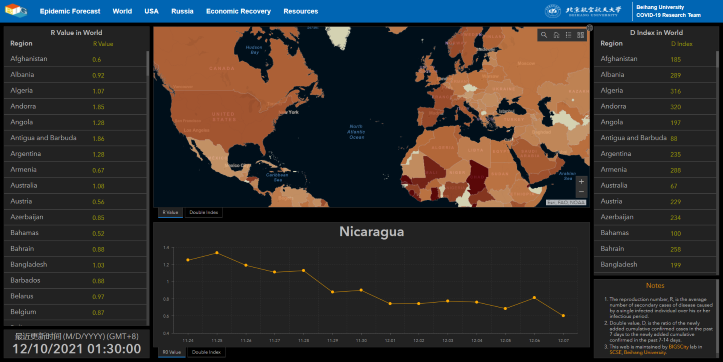 Epidemic Forecast World USA Russia Economic Recovery Resources
北京航空航天大学
BEIHANG UNIVERSITY
Beihang University
COVID-19 Research Team
R Value in World
Region R Value
Afghanistan 0.6
Albania 0.92
Algeria 1.07
Andorra 1.85
Angola 1.28
Antigua and Barbuda 1.86
Argentina 1.28
Armenia 0.67
Australia 1.08
Austria 0.56
Azerbaijan 0.85
Bahamas 0.52
Bahrain 0.88
Bangladesh 1.03
Barbados 0.88
Belarus 0.97
Belgium 0.87
最近更新时间 (M/D/YYYY) (GMT+8)
12/10/2021 01:30:00
Hudson
Bay
CANADA
UNITED
STATES
New York
Los Angeles
North
Atlantic
Ocean
Caribbean
Sea
Arabian
Sea
+
−
R Value Double Index
Nicaragua
1.4
1.2
1
0.8
0.6
0.4
11.24 11.25 11.26 11.27 11.28 11.29 11.30 12.01 12.02 12.03 12.04 12.05 12.06 12.07
R0 Value Double Index
D Index in World
Region D Index
Afghanistan 185
Albania 289
Algeria 316
Andorra 320
Angola 197
Antigua and Barbuda 88
Argentina 235
Armenia 288
Australia 67
Austria 229
Azerbaijan 234
Bahamas 100
Bahrain 258
Bangladesh 199
Notes
1. The reproduction number, R, is the average
number of secondary cases of disease caused
by a single infected individual over his or her
infectious period.
2. Double value, D, is the ratio of the newly
added cumulative confirmed cases in the past
7 days to the newly added cumulative
confirmed in the past 7-14 days.
3. This web is maintained by BIGSCity lab in
SCSE, Beihang University.